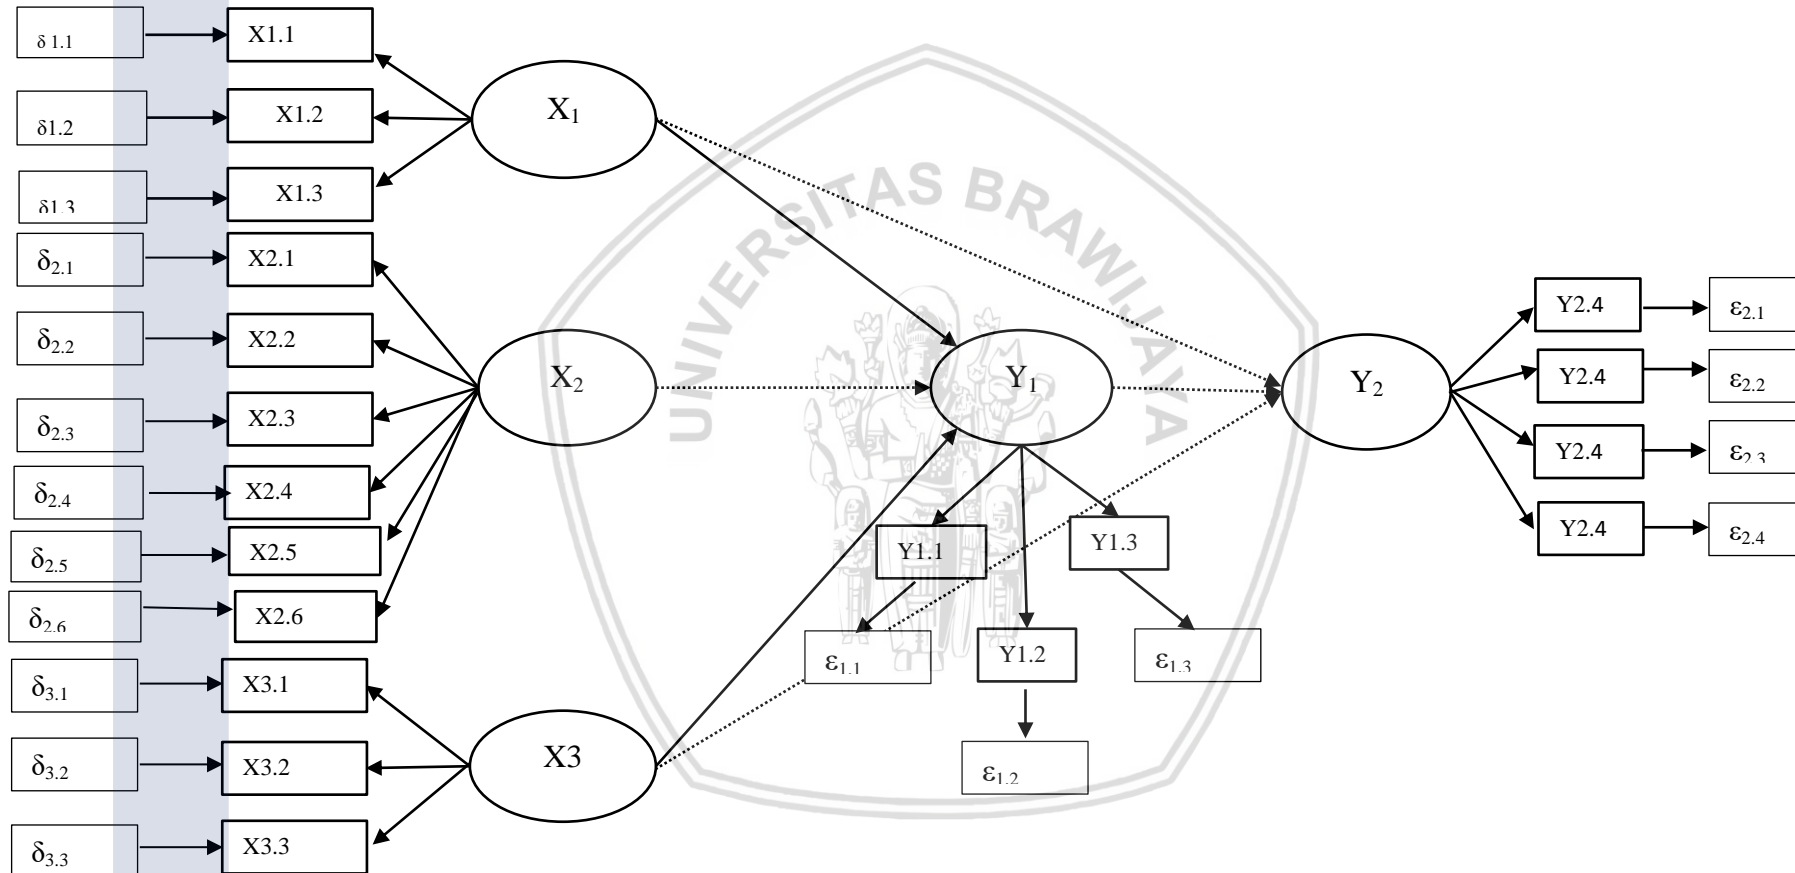 δ 1.1
X1.1
δ1.2
X1.2
δ1.3
X1.3
δ2.1
X2.1
δ2.2
X2.2
δ2.3
X2.3
δ2.4
X2.4
δ2.5
X2.5
δ2.6
X2.6
δ3.1
X3.1
δ3.2
X3.2
δ3.3
X3.3
X1
X2
X3
UNIVERSITAS BRAWIJAYA
Y1
Y1.1
Y1.3
ε1.1
Y1.2
ε1.3
ε1.2
Y2
Y2.4
ε2.1
Y2.4
ε2.2
Y2.4
ε2.3
Y2.4
ε2.4